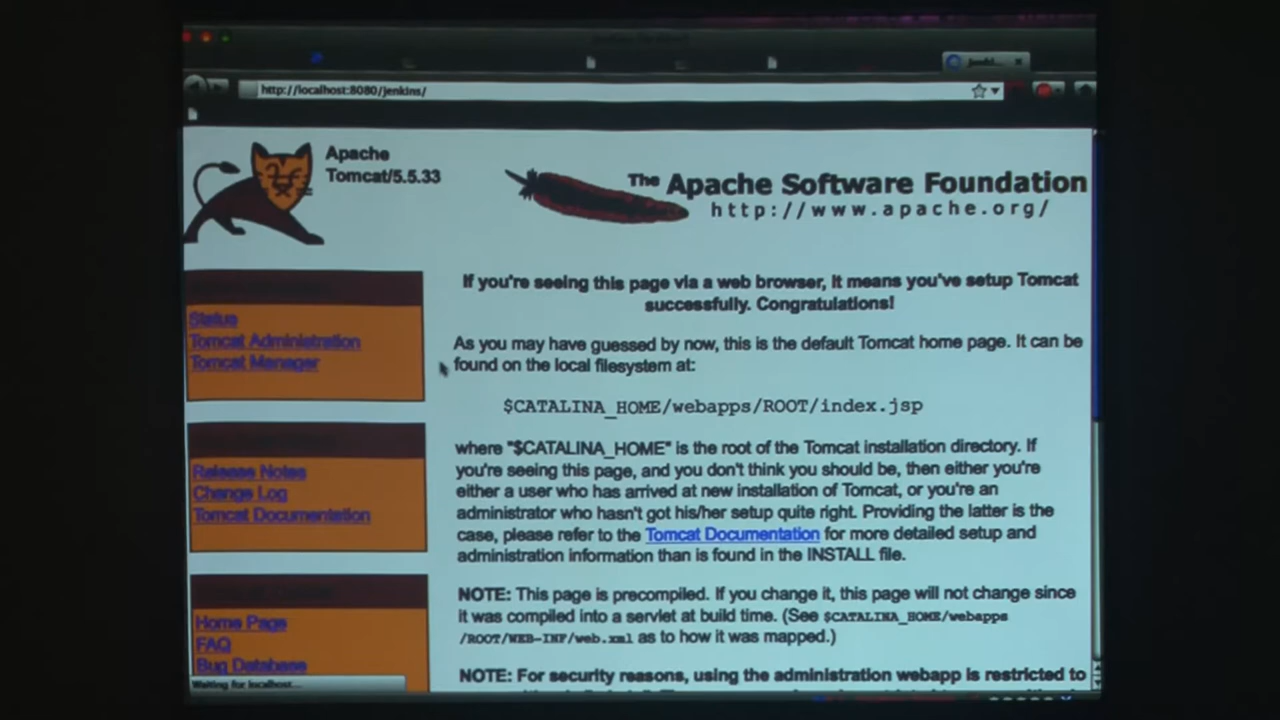 http://localhost:8080/jenkins/
Apache
Tomcat/5.5.33
The Apache Software Foundation
http://www.apache.org/
Status
Tomcat Administration
Tomcat Manager
Release Notes
Change Log
Tomcat Documentation
Home Page
FAQ
Bug Database
Waiting for localhost...
If you're seeing this page via a web browser, it means you've setup Tomcat
successfully. Congratulations!
As you may have guessed by now, this is the default Tomcat home page. It can be
found on the local filesystem at:
$CATALINA_HOME/webapps/ROOT/index.jsp
where "$CATALINA_HOME" is the root of the Tomcat installation directory. If
you're seeing this page, and you don't think you should be, then either you're
either a user who has arrived at new installation of Tomcat, or you're an
administrator who hasn't got his/her setup quite right. Providing the latter is the
case, please refer to the Tomcat Documentation for more detailed setup and
administration information than is found in the INSTALL file.
NOTE: This page is precompiled. If you change it, this page will not change since
it was compiled into a servlet at build time. (See $CATALINA_HOME/webapps
/ROOT/WEB-INF/web.xml as to how it was mapped.)
NOTE: For security reasons, using the administration webapp is restricted to